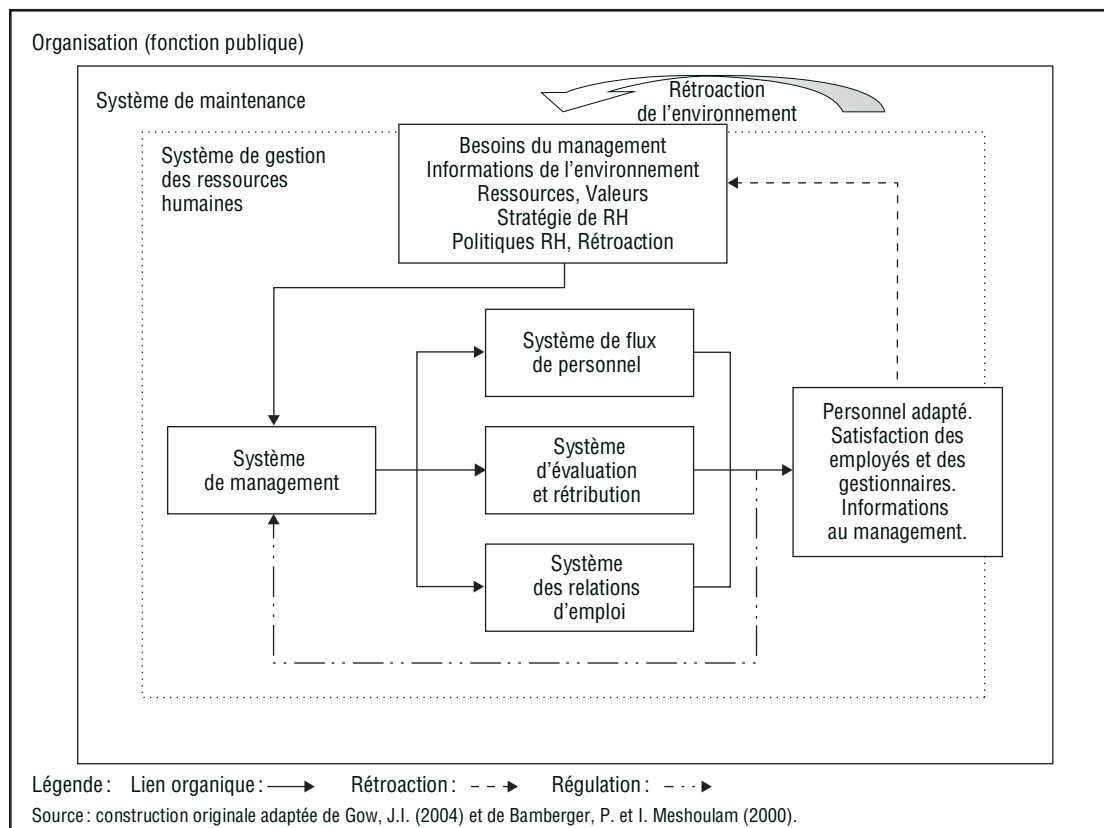 Organisation (fonction publique)
Système de maintenance
Rétroaction
de l'environnement
Système de gestion
des ressources
humaines
Besoins du management
Informations de l'environnement
Ressources, Valeurs
Stratégie de RH
Politiques RH, Rétroaction
Système de flux
de personnel
Système
de management
Système
d'évaluation
et rétribution
Système
des relations
d'emploi
Personnel adapté.
Satisfaction des
employés et des
gestionnaires.
Informations
au management.
Légende : Lien organique : Rétroaction : Régulation :
Source : construction originale adaptée de Gow, J.I. (2004) et de Bamberger, P. et I. Meshoulam (2000).